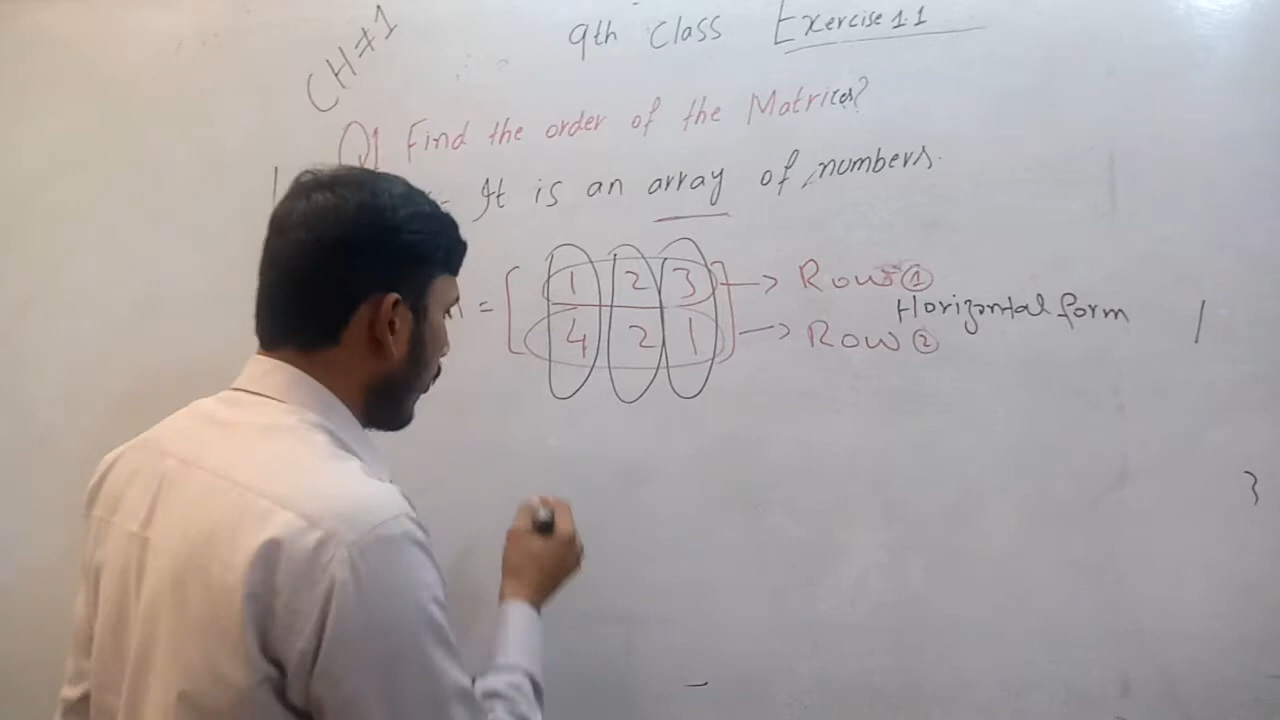 CH#1
9th Class Exercise 1.1
Q1 Find the order of the Matrices?
It is an array of numbers.
= [ 1 2 3 ] → Row ①
Horizontal form
4 2 1 → Row ②